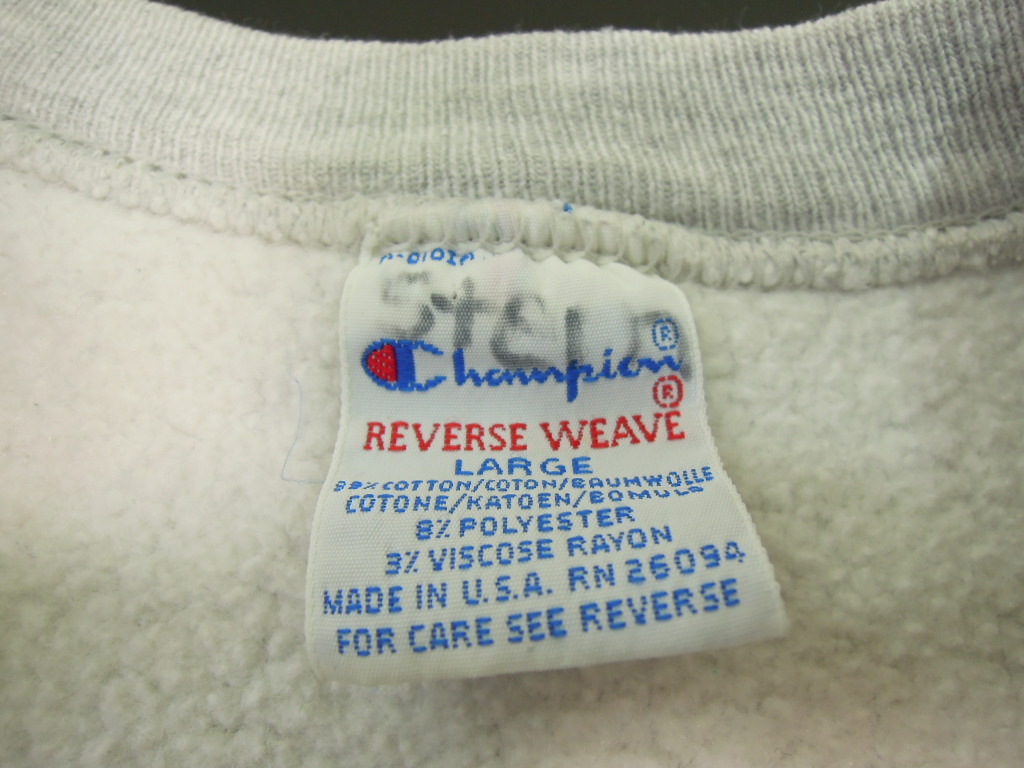 Champion®
REVERSE WEAVE®
LARGE
89% COTTON/COTON/BAUMWOLLE
COTONE/KATOEN/BOMULD
8% POLYESTER
3% VISCOSE RAYON
MADE IN U.S.A. RN 26094
FOR CARE SEE REVERSE